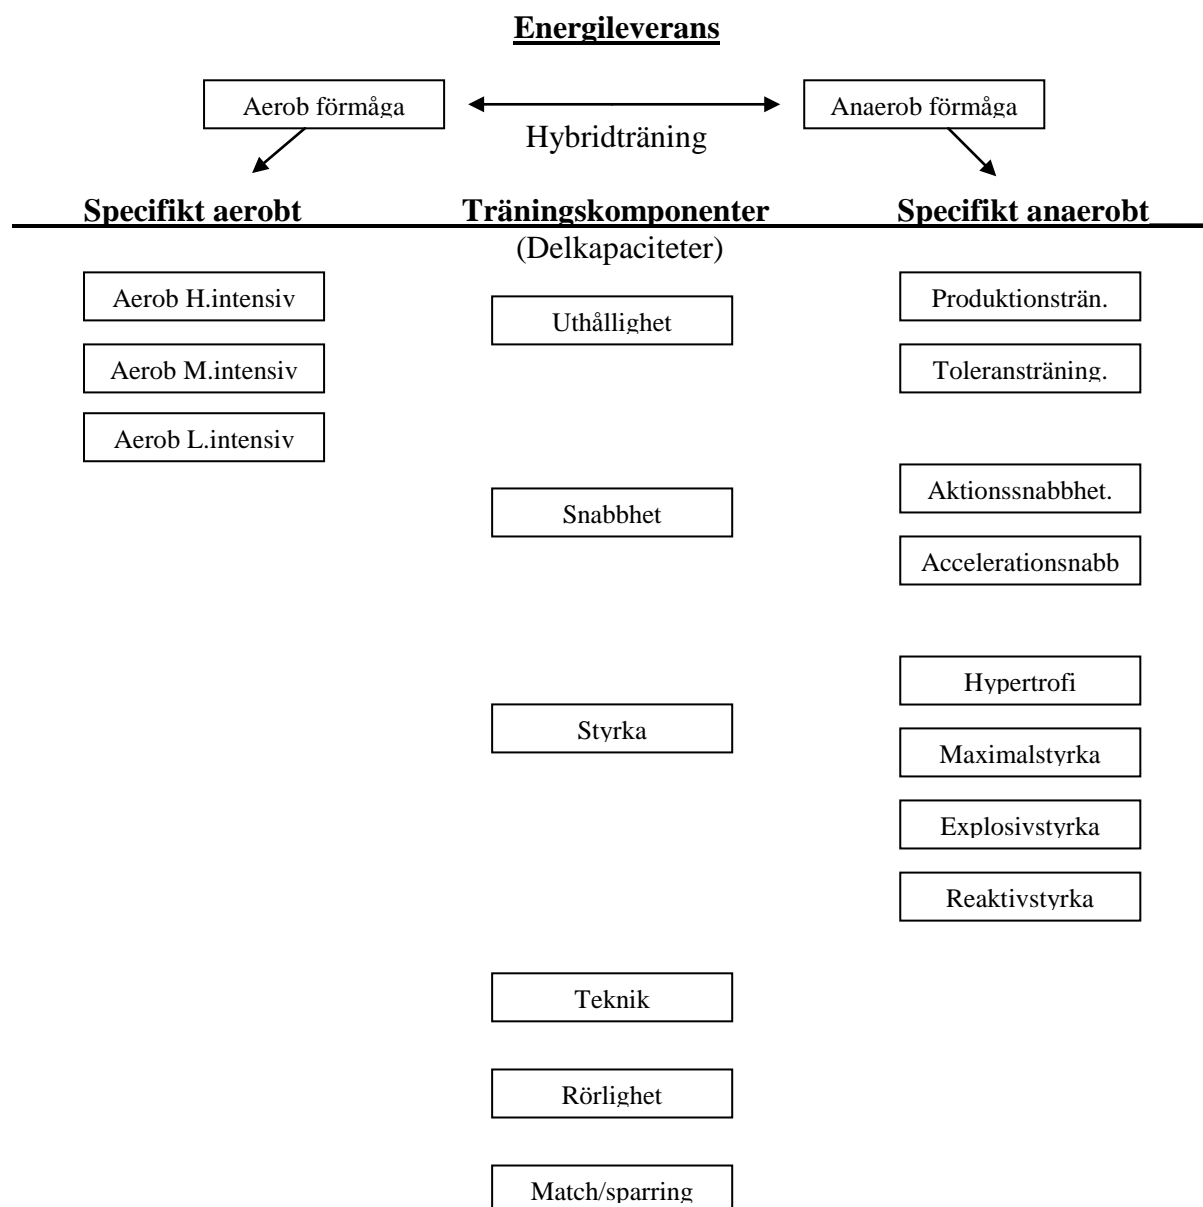 Energileverans
Aerob förmåga
Anaerob förmåga
Hybridträning
Specifikt aerobt
Träningskomponenter
Specifikt anaerobt
(Delkapaciteter)
Aerob H.intensiv
Uthållighet
Produktionsträn.
Aerob M.intensiv
Toleransträning.
Aerob L.intensiv
Snabbhet
Aktionssnabbhet.
Accelerationsnabb
Styrka
Hypertrofi
Maximalstyrka
Explosivstyrka
Reaktivstyrka
Teknik
Rörlighet
Match/sparring